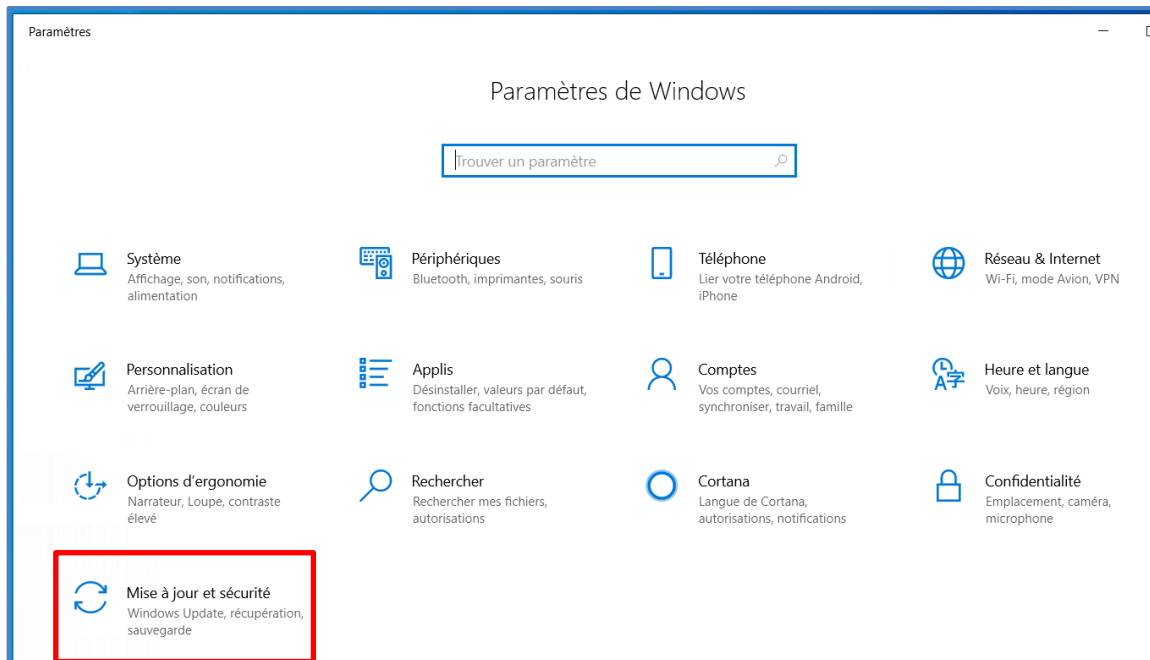 Paramètres
Paramètres de Windows
Trouver un paramètre
Système
Affichage, son, notifications,
alimentation
Périphériques
Bluetooth, imprimantes, souris
Téléphone
Lier votre téléphone Android,
iPhone
Réseau & Internet
Wi-Fi, mode Avion, VPN
Personnalisation
Arrière-plan, écran de
verrouillage, couleurs
Applis
Désinstaller, valeurs par défaut,
fonctions facultatives
Comptes
Vos comptes, courriel,
synchroniser, travail, famille
Heure et langue
Voix, heure, région
Options d'ergonomie
Narrateur, Loupe, contraste
élevé
Rechercher
Rechercher mes fichiers,
autorisations
Cortana
Langue de Cortana,
autorisations, notifications
Confidentialité
Emplacement, caméra,
microphone
Mise à jour et sécurité
Windows Update, récupération,
sauvegarde